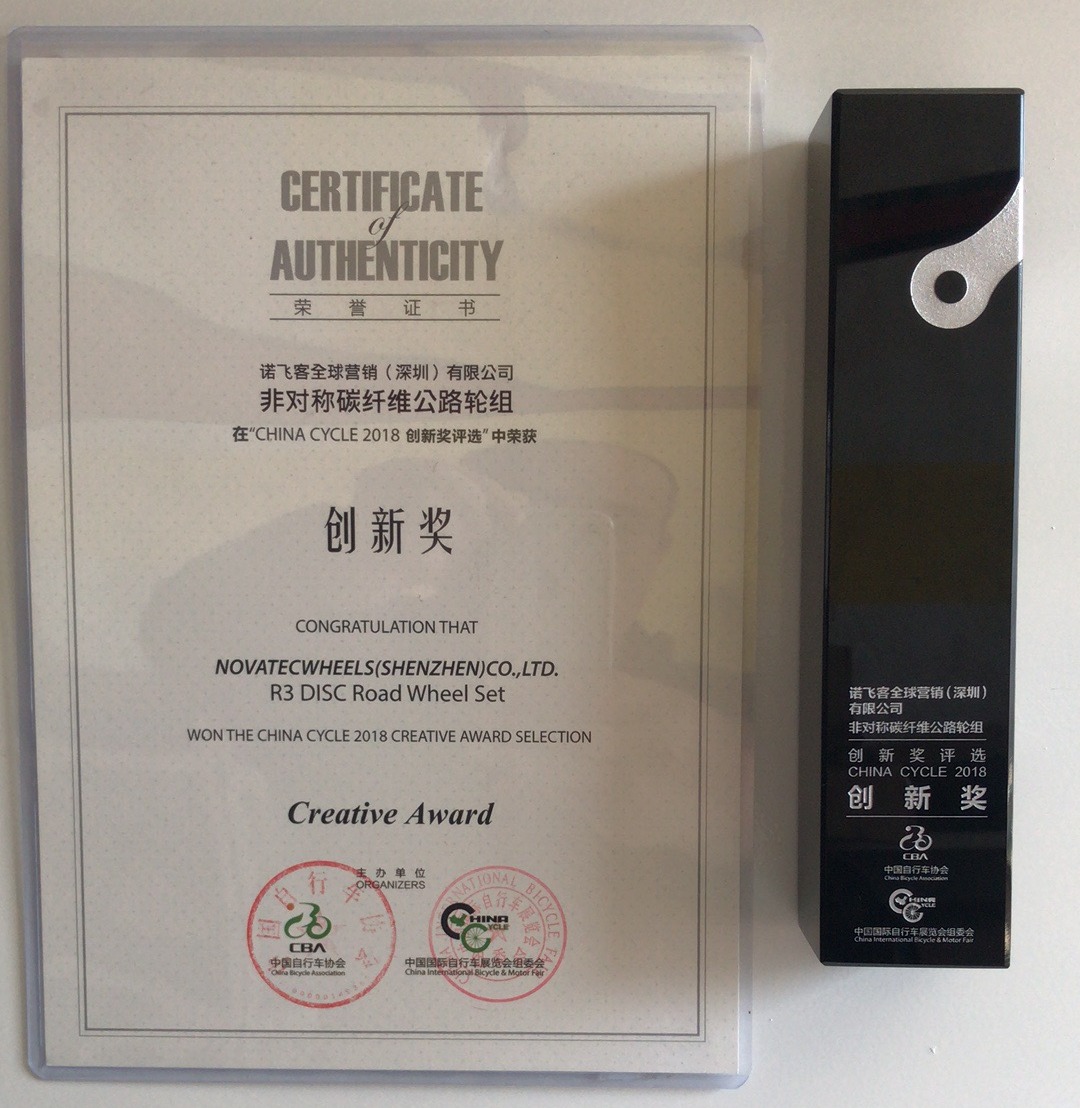 CERTIFICATE
of
AUTHENTICITY
荣誉证书
诺飞客全球营销（深圳）有限公司
非对称碳纤维公路轮组
在“CHINA CYCLE 2018 创新奖评选”中荣获
创新奖
CONGRATULATION THAT
NOVATECWHEELS(SHENZHEN)CO.,LTD.
R3 DISC Road Wheel Set
WON THE CHINA CYCLE 2018 CREATIVE AWARD SELECTION
Creative Award
主办单位
ORGANIZERS
CBA
中国自行车协会
China Bicycle Association
CHINA
CYCLE
中国国际自行车展览会组委会
China International Bicycle & Motor Fair
诺飞客全球营销（深圳）
有限公司
非对称碳纤维公路轮组
创新奖评选
CHINA CYCLE 2018
创新奖
CBA
中国自行车协会
China Bicycle Association
CHINA
CYCLE
中国国际自行车展览会组委会
China International Bicycle & Motor Fair